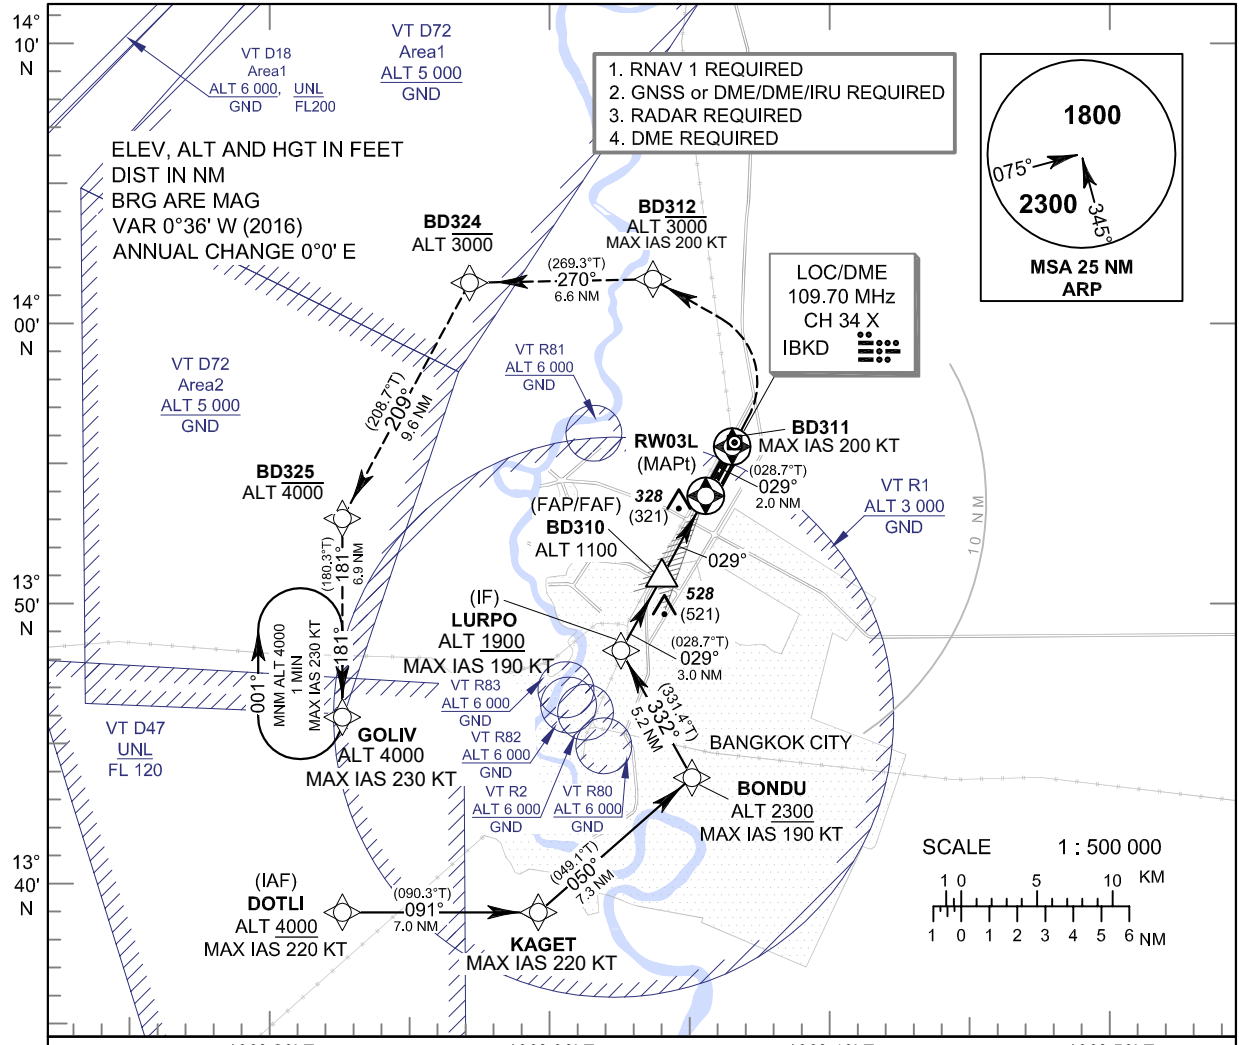 14°
10'
N
14°
00'
N
13°
50'
N
13°
40'
N
VT D18
Area1
ALT 6 000, UNL
GND FL200
VT D72
Area1
ALT 5 000
GND
1. RNAV 1 REQUIRED
2. GNSS or DME/DME/IRU REQUIRED
3. RADAR REQUIRED
4. DME REQUIRED
1800
075°
2300
345°
MSA 25 NM
ARP
ELEV, ALT AND HGT IN FEET
DIST IN NM
BRG ARE MAG
VAR 0°36' W (2016)
ANNUAL CHANGE 0°0' E
BD324
ALT 3000
BD312
ALT 3000
MAX IAS 200 KT
(269.3°T)
270°
6.6 NM
LOC/DME
109.70 MHz
CH 34 X
IBKD
VT D72
Area2
ALT 5 000
GND
VT R81
ALT 6 000
GND
(208.7°T)
209°
9.6 NM
BD311
MAX IAS 200 KT
RW03L
(MAPt)
(028.7°T)
029°
2.0 NM
BD325
ALT 4000
328
(321)
VT R1
ALT 3 000
GND
10 NM
(FAP/FAF)
BD310
ALT 1100
029°
(180.3°T)
181°
6.9 NM
528
(521)
(IF)
LURPO
ALT 1900
MAX IAS 190 KT
(028.7°T)
029°
3.0 NM
001°
MNM ALT 4000
1 MIN
MAX IAS 230 KT
181°
VT R83
ALT 6 000
GND
(331.4°T)
332°
5.2 NM
VT D47
UNL
FL 120
GOLIV
ALT 4000
MAX IAS 230 KT
VT R82
ALT 6 000
GND
BANGKOK CITY
VT R2
ALT 6 000
GND
VT R80
ALT 6 000
GND
BONDU
ALT 2300
MAX IAS 190 KT
(049.1°T)
050°
7.3 NM
(IAF)
DOTLI
ALT 4000
MAX IAS 220 KT
(090.3°T)
091°
7.0 NM
KAGET
MAX IAS 220 KT
SCALE 1 : 500 000
1 0 5 10 KM
1 0 1 2 3 4 5 6 NM